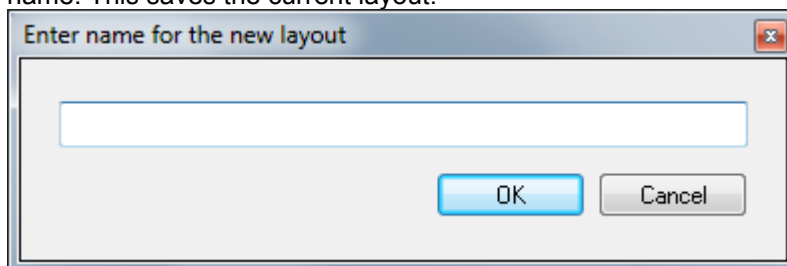 name. This saves the current layout.
Enter name for the new layout
OK Cancel